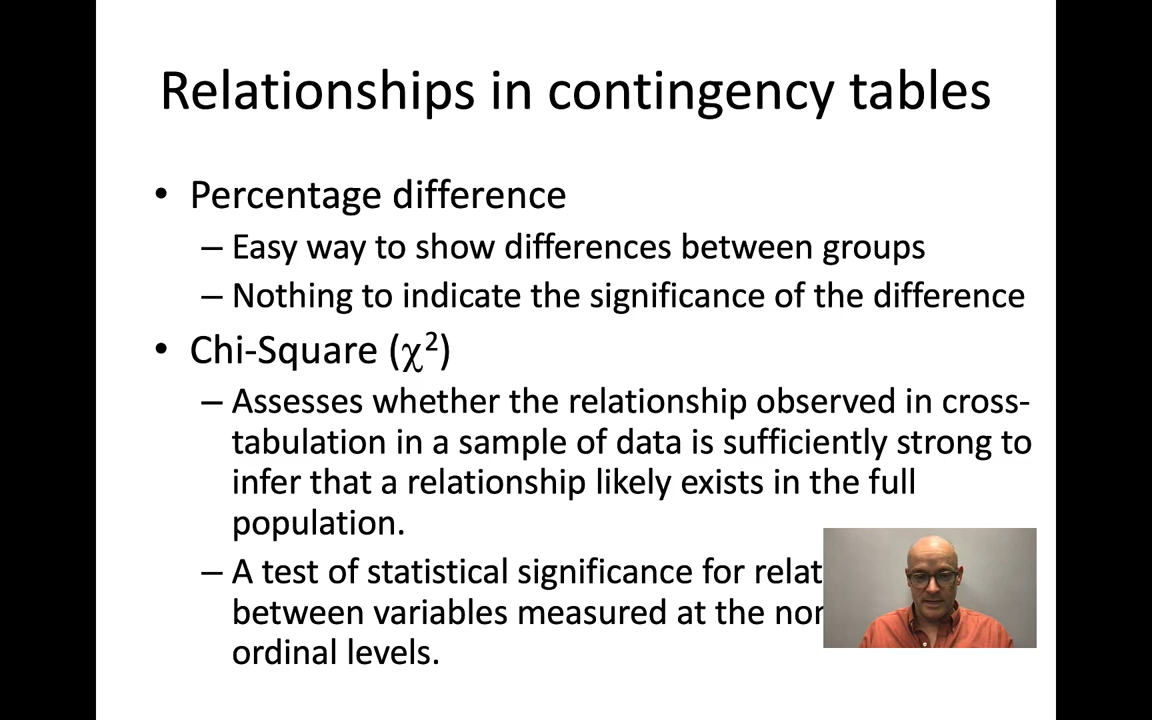 Relationships in contingency tables
• Percentage difference
– Easy way to show differences between groups
– Nothing to indicate the significance of the difference
• Chi-Square (χ²)
– Assesses whether the relationship observed in cross-
tabulation in a sample of data is sufficiently strong to
infer that a relationship likely exists in the full
population.
– A test of statistical significance for
between variables measured at the
ordinal levels.